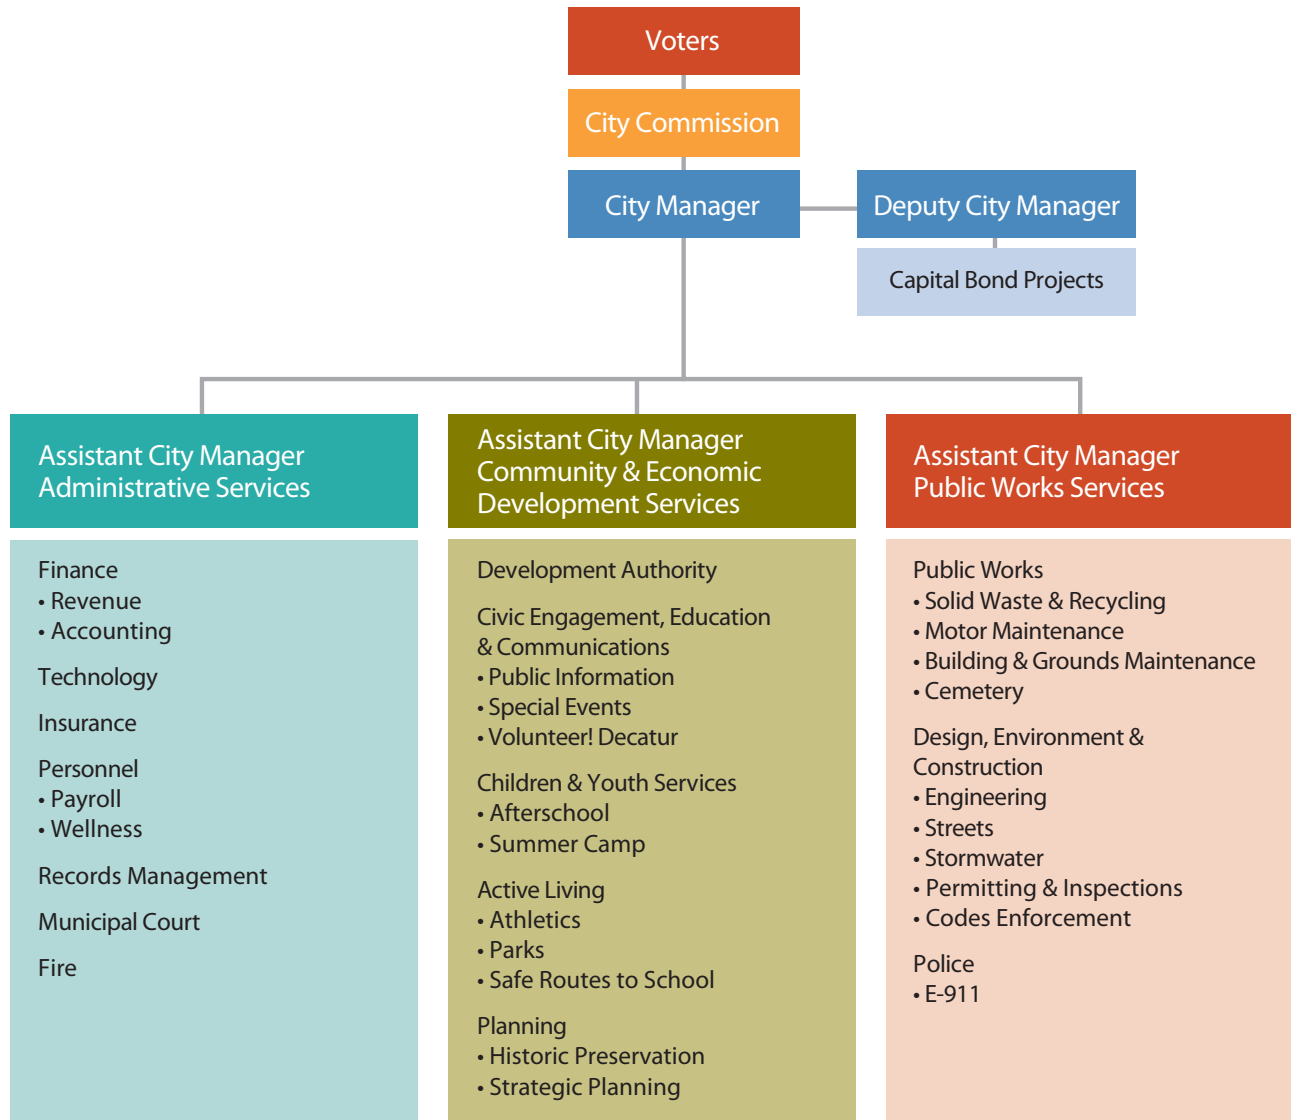 Voters
City Commission
City Manager
Deputy City Manager
Capital Bond Projects
Assistant City Manager
Administrative Services
Finance
• Revenue
• Accounting
Technology
Insurance
Personnel
• Payroll
• Wellness
Records Management
Municipal Court
Fire
Assistant City Manager
Community & Economic
Development Services
Development Authority
Civic Engagement, Education
& Communications
• Public Information
• Special Events
• Volunteer! Decatur
Children & Youth Services
• Afterschool
• Summer Camp
Active Living
• Athletics
• Parks
• Safe Routes to School
Planning
• Historic Preservation
• Strategic Planning
Assistant City Manager
Public Works Services
Public Works
• Solid Waste & Recycling
• Motor Maintenance
• Building & Grounds Maintenance
• Cemetery
Design, Environment &
Construction
• Engineering
• Streets
• Stormwater
• Permitting & Inspections
• Codes Enforcement
Police
• E-911